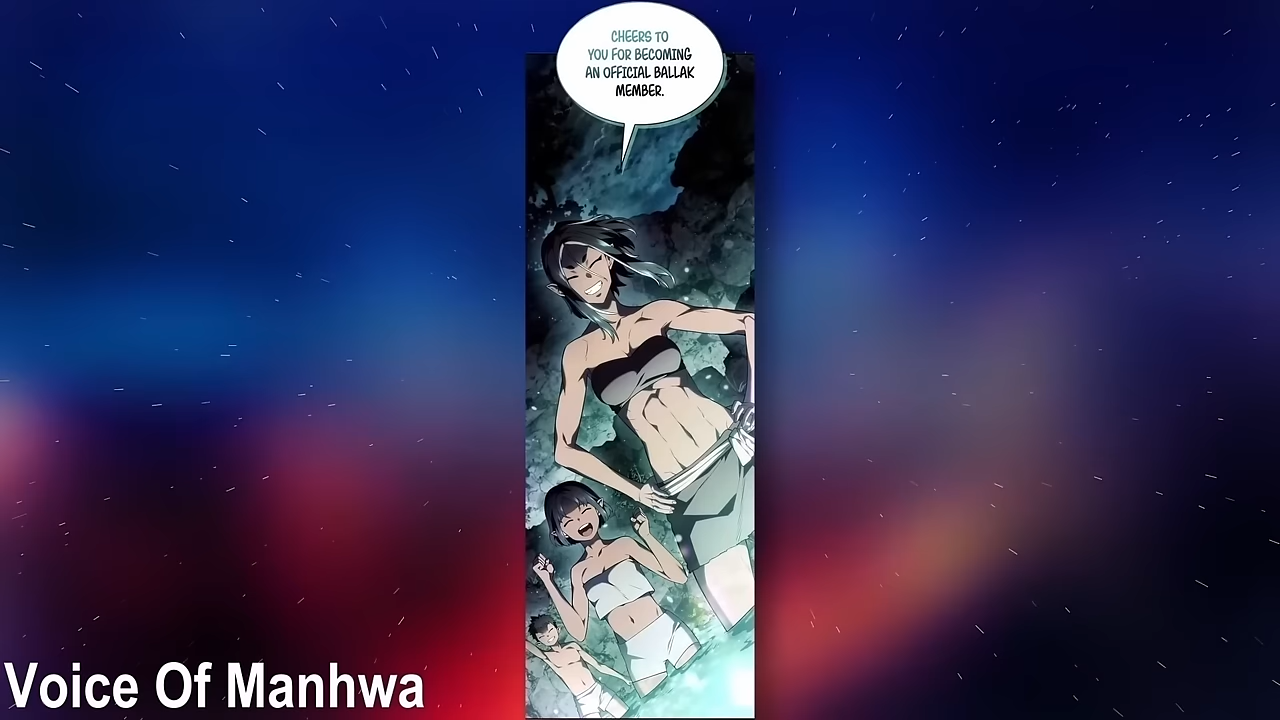 CHEERS TO
YOU FOR BECOMING
AN OFFICIAL BALLAK
MEMBER.
Voice Of Manhwa